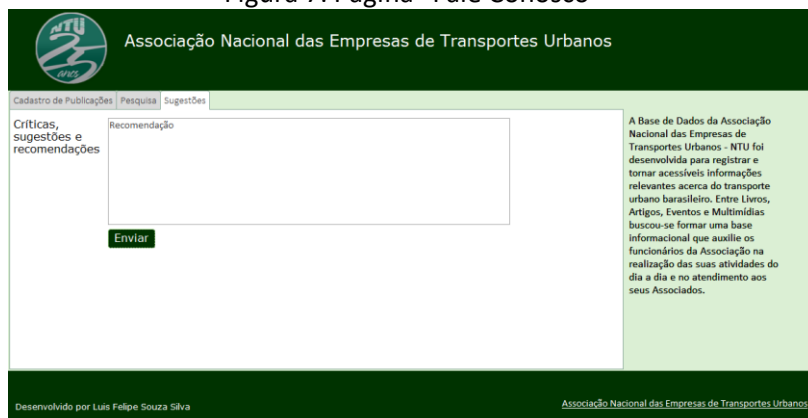 Figura 7. Página "Fale Conosco"
NTU
25
anos
Associação Nacional das Empresas de Transportes Urbanos
Cadastro de Publicações Pesquisa Sugestões
Críticas,
sugestões e
recomendações
Recomendação
Enviar
A Base de Dados da Associação
Nacional das Empresas de
Transportes Urbanos - NTU foi
desenvolvida para registrar e
tornar acessíveis informações
relevantes acerca do transporte
urbano barasileiro. Entre Livros,
Artigos, Eventos e Multimídias
buscou-se formar uma base
informacional que auxilie os
funcionários da Associação na
realização das suas atividades do
dia a dia e no atendimento aos
seus Associados.
Desenvolvido por Luis Felipe Souza Silva
Associação Nacional das Empresas de Transportes Urbanos